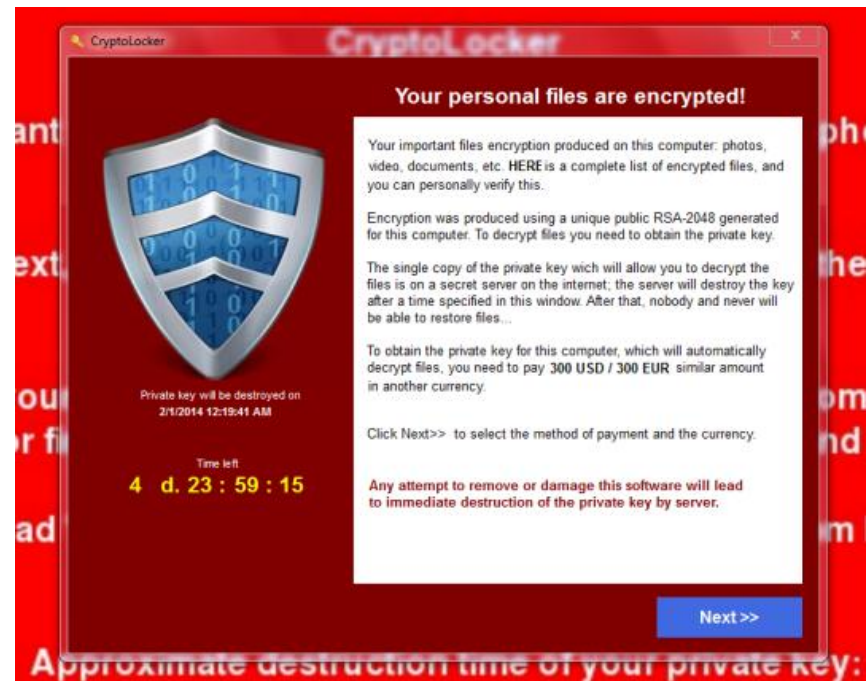 CryptoLocker
CryptoLocker
Your personal files are encrypted!
Your important files encryption produced on this computer: photos,
video, documents, etc. HERE is a complete list of encrypted files, and
you can personally verify this.
Encryption was produced using a unique public RSA-2048 generated
for this computer. To decrypt files you need to obtain the private key.
The single copy of the private key wich will allow you to decrypt the
files is on a secret server on the internet; the server will destroy the key
after a time specified in this window. After that, nobody and never will
be able to restore files...
To obtain the private key for this computer, which will automatically
decrypt files, you need to pay 300 USD / 300 EUR similar amount
in another currency.
Click Next>> to select the method of payment and the currency.
Any attempt to remove or damage this software will lead
to immediate destruction of the private key by server.
Private key will be destroyed on
2/1/2014 12:19:41 AM
Time left
4 d. 23 : 59 : 15
Next >>
Approximate destruction time of your private key: